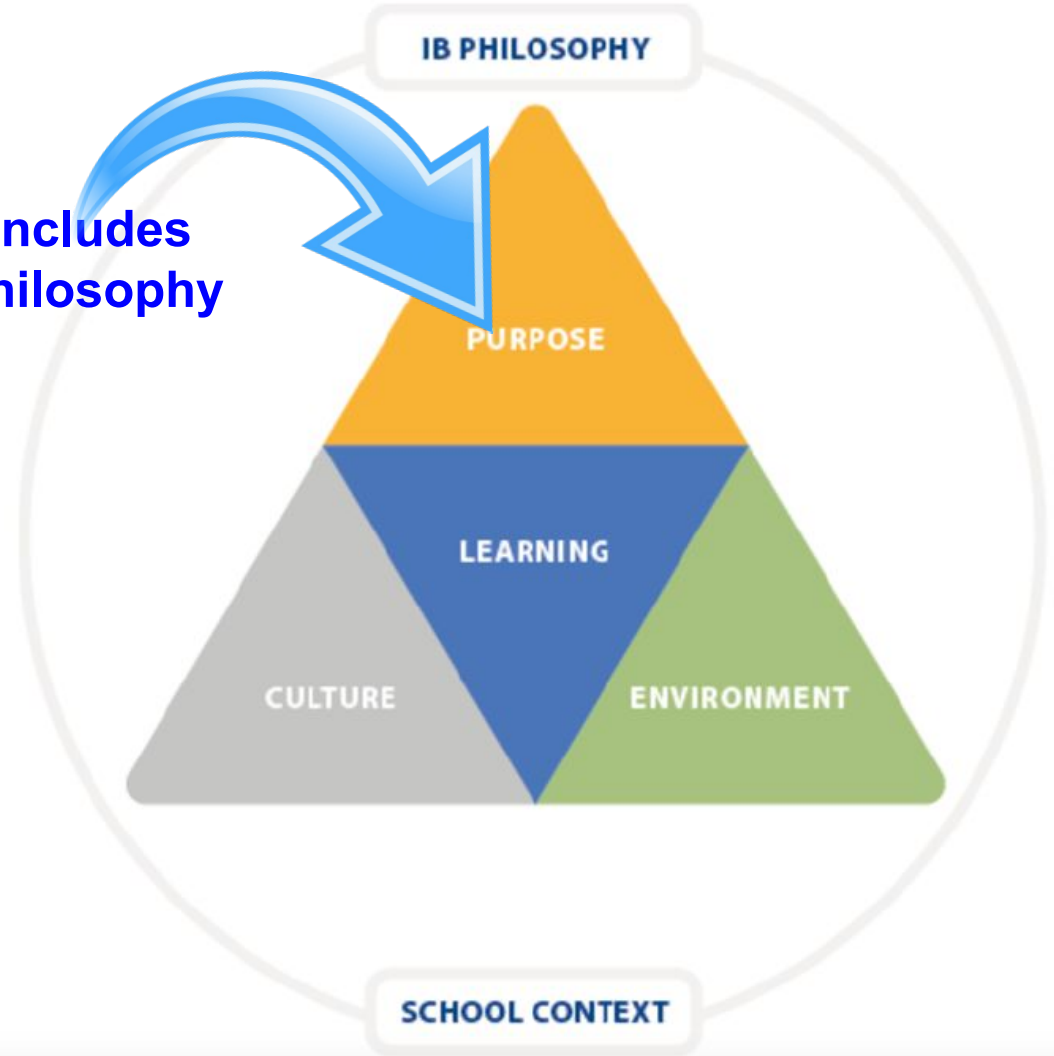 IB PHILOSOPHY
ncludes
hilosophy
PURPOSE
LEARNING
CULTURE
ENVIRONMENT
SCHOOL CONTEXT